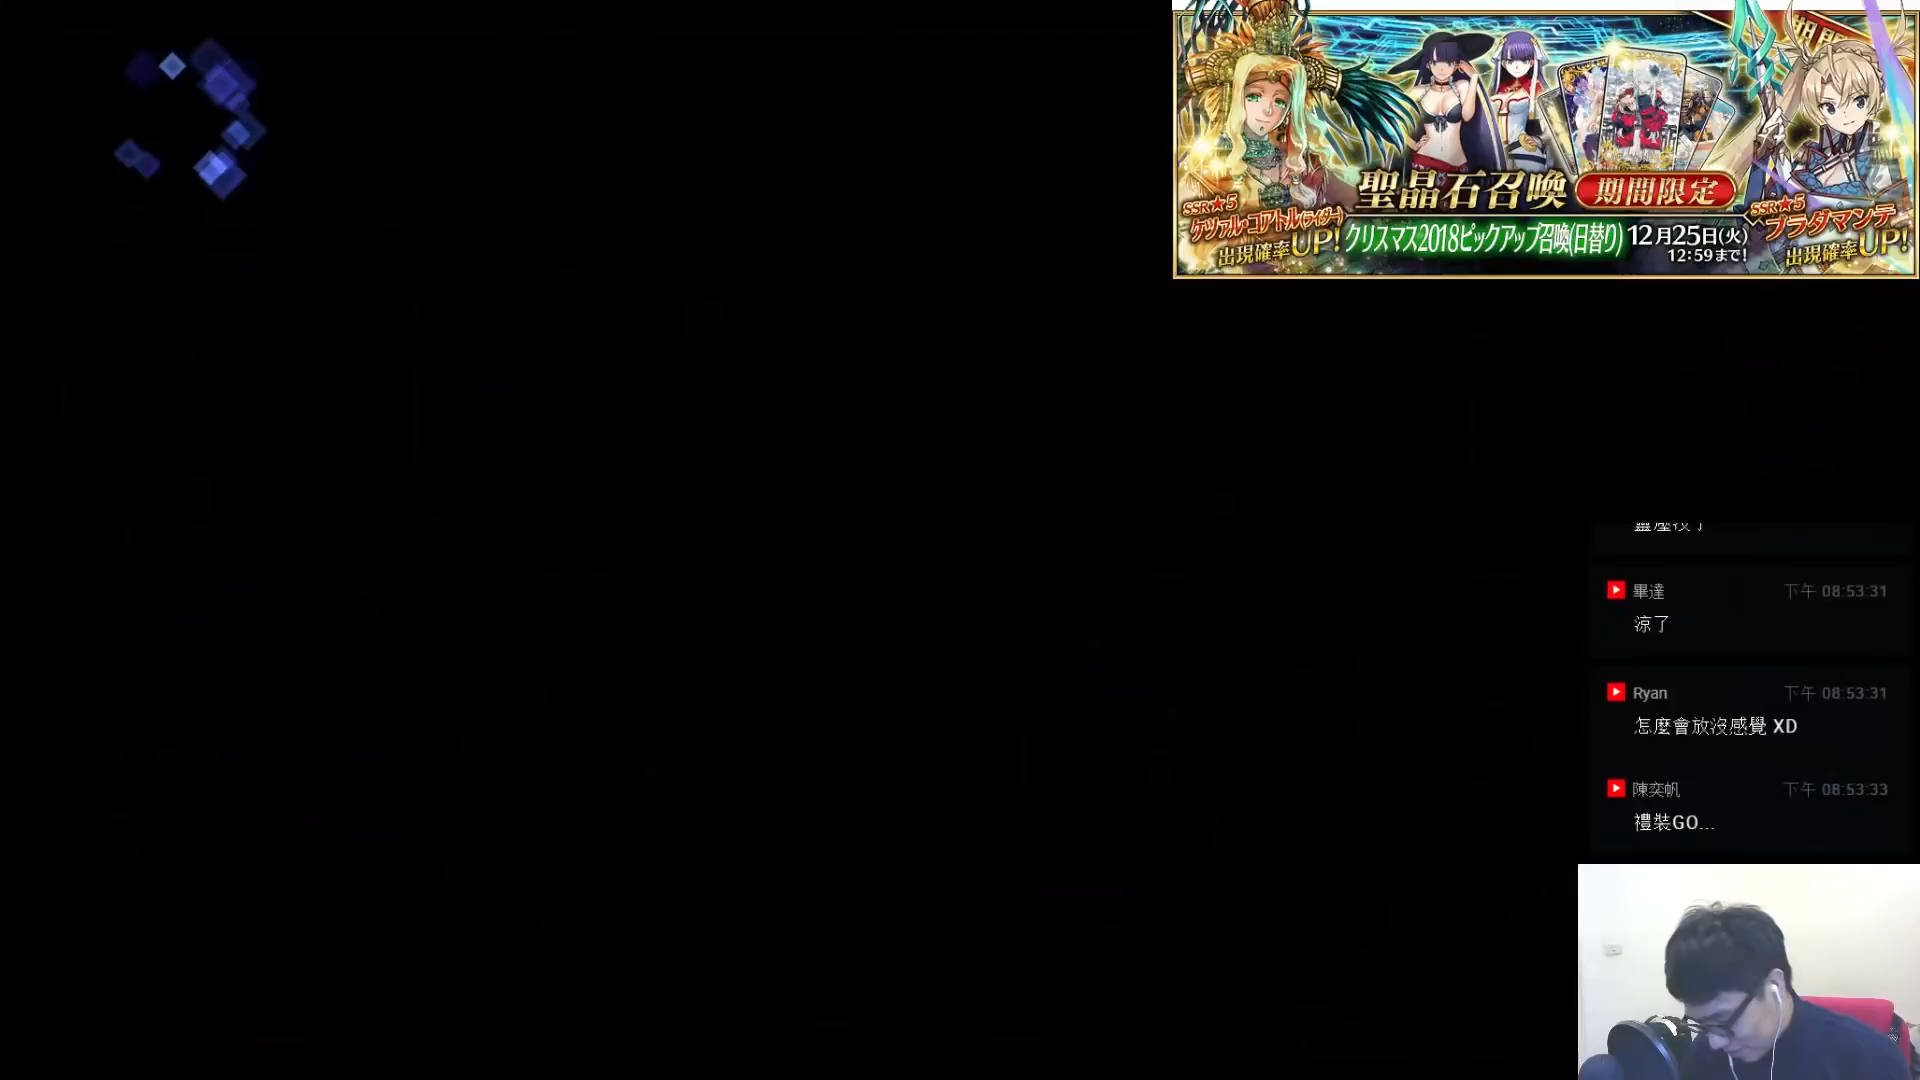 期間
聖晶石召喚
期間限定
SSR★5
ケツァル・コアトル(ライダー)
出現確率UP!
クリスマス2018ピックアップ召喚(日替り)
12月25日(火)
12:59まで!
SSR★5
ブラダマンテ
出現確率UP!
畢達
下午 08:53:31
涼了
Ryan
下午 08:53:31
怎麼會放沒感覺 XD
陳奕帆
下午 08:53:33
禮裝GO...